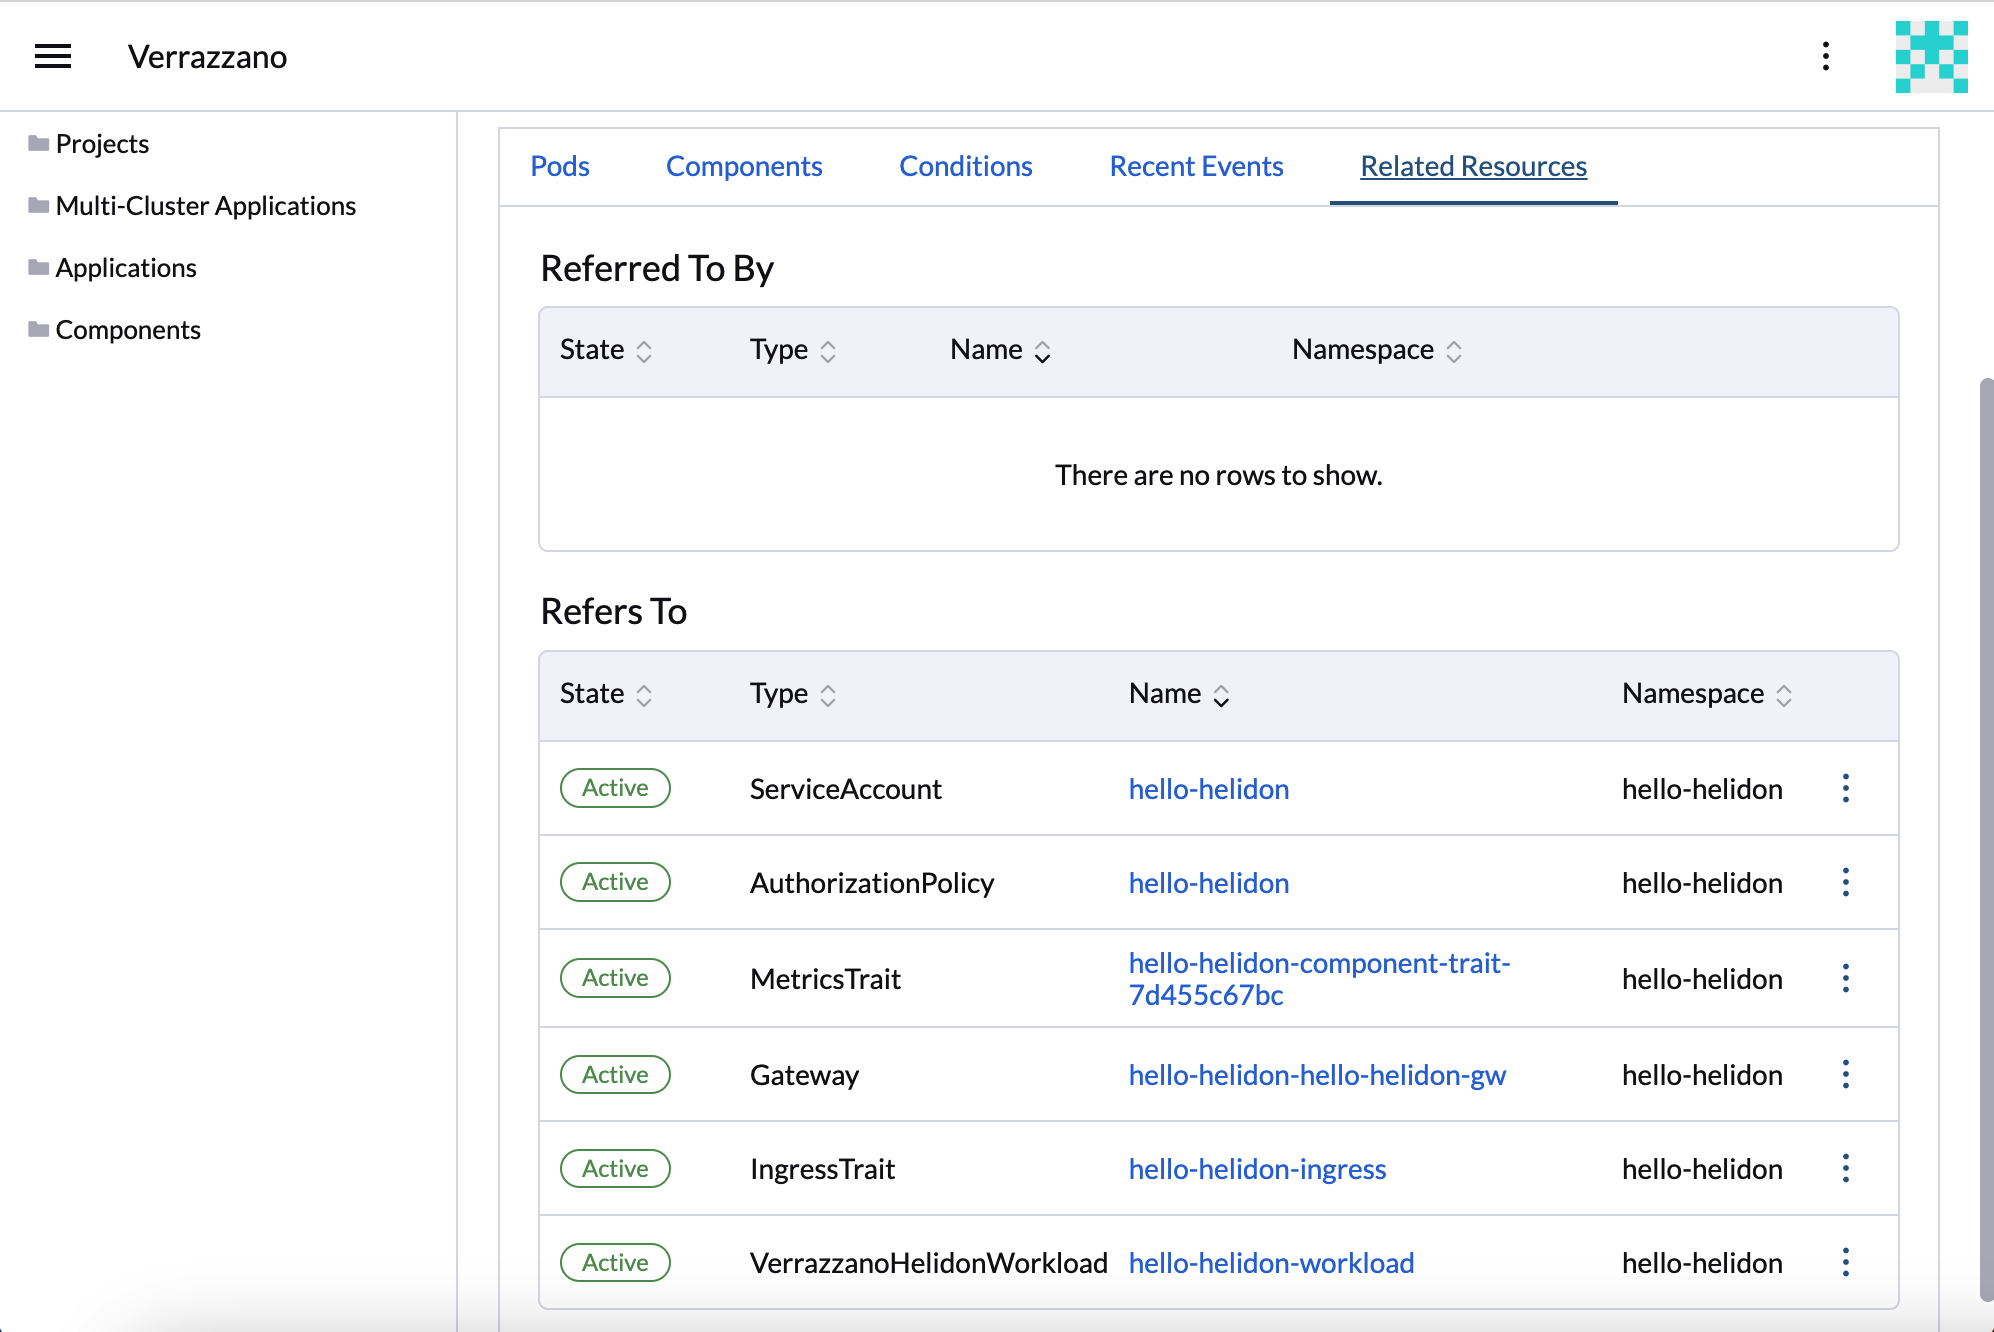 Verrazzano
Projects
Multi-Cluster Applications
Applications
Components
Pods Components Conditions Recent Events Related Resources
Referred To By
State Type Name Namespace
There are no rows to show.
Refers To
State Type Name Namespace
Active ServiceAccount hello-helidon hello-helidon
Active AuthorizationPolicy hello-helidon hello-helidon
Active MetricsTrait hello-helidon-component-trait-
7d455c67bc hello-helidon
Active Gateway hello-helidon-hello-helidon-gw hello-helidon
Active IngressTrait hello-helidon-ingress hello-helidon
Active VerrazzanoHelidonWorkload hello-helidon-workload hello-helidon